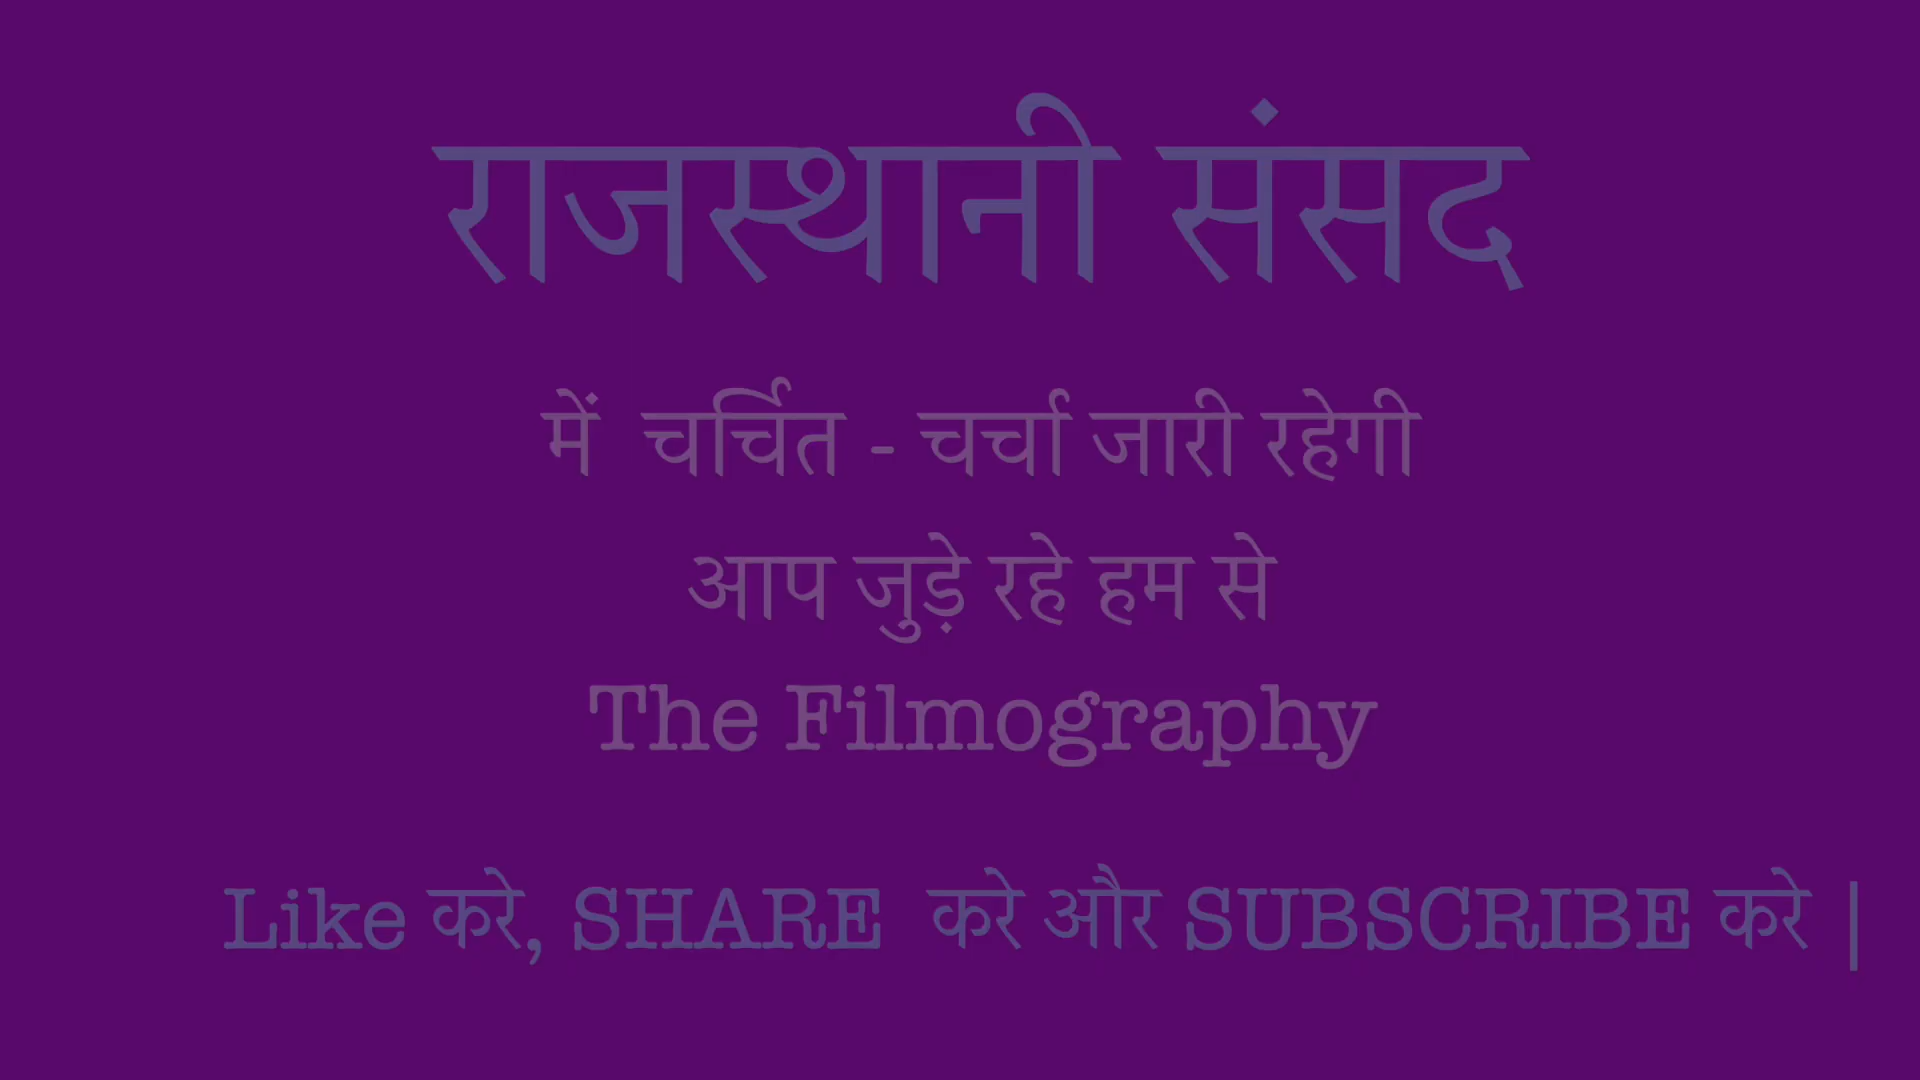 राजस्थानी संसद
में चर्चित - चर्चा जारी रहेगी
आप जुड़े रहे हम से
The Filmography
Like करे, SHARE करे और SUBSCRIBE करे |